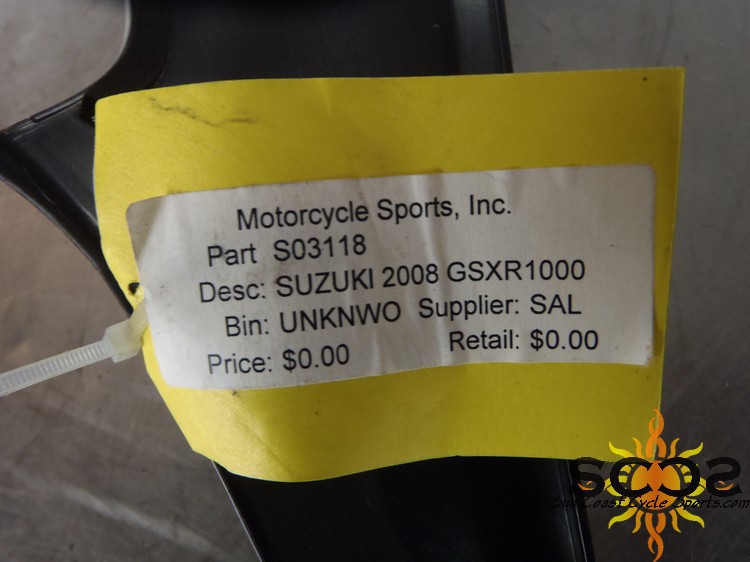 Motorcycle Sports, Inc.
Part S03118
Desc: SUZUKI 2008 GSXR1000
Bin: UNKNWO Supplier: SAL
Price: $0.00 Retail: $0.00
SunCoastCycleSports.com